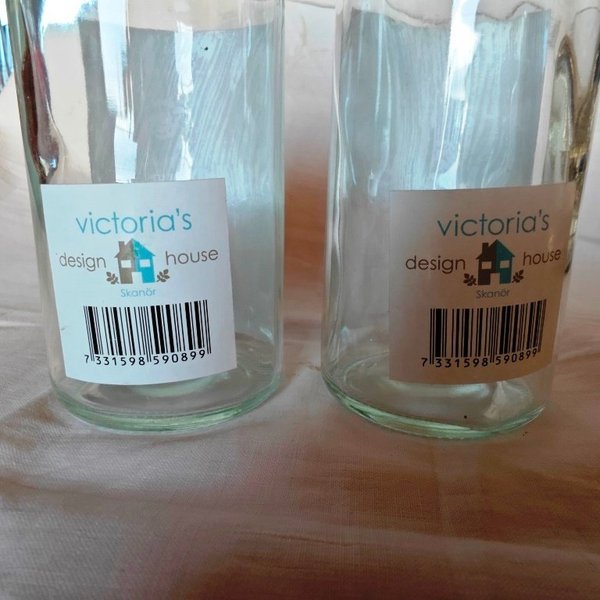 victoria's
design house
Skanör
7 331598 590899
victoria's
design house
Skanör
7 331598 590899